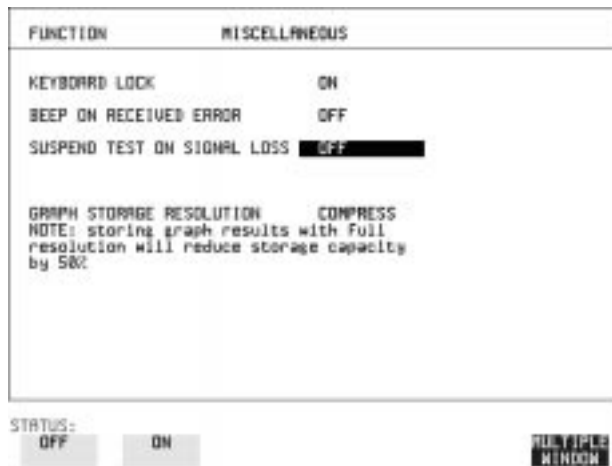 FUNCTION MISCELLANEOUS
KEYBOARD LOCK ON
BEEP ON RECEIVED ERROR OFF
SUSPEND TEST ON SIGNAL LOSS OFF
GRAPH STORAGE RESOLUTION COMPRESS
NOTE: storing graph results with Full
resolution will reduce storage capacity
by 50%
STATUS:
OFF ON MULTIPLE
WINDOW